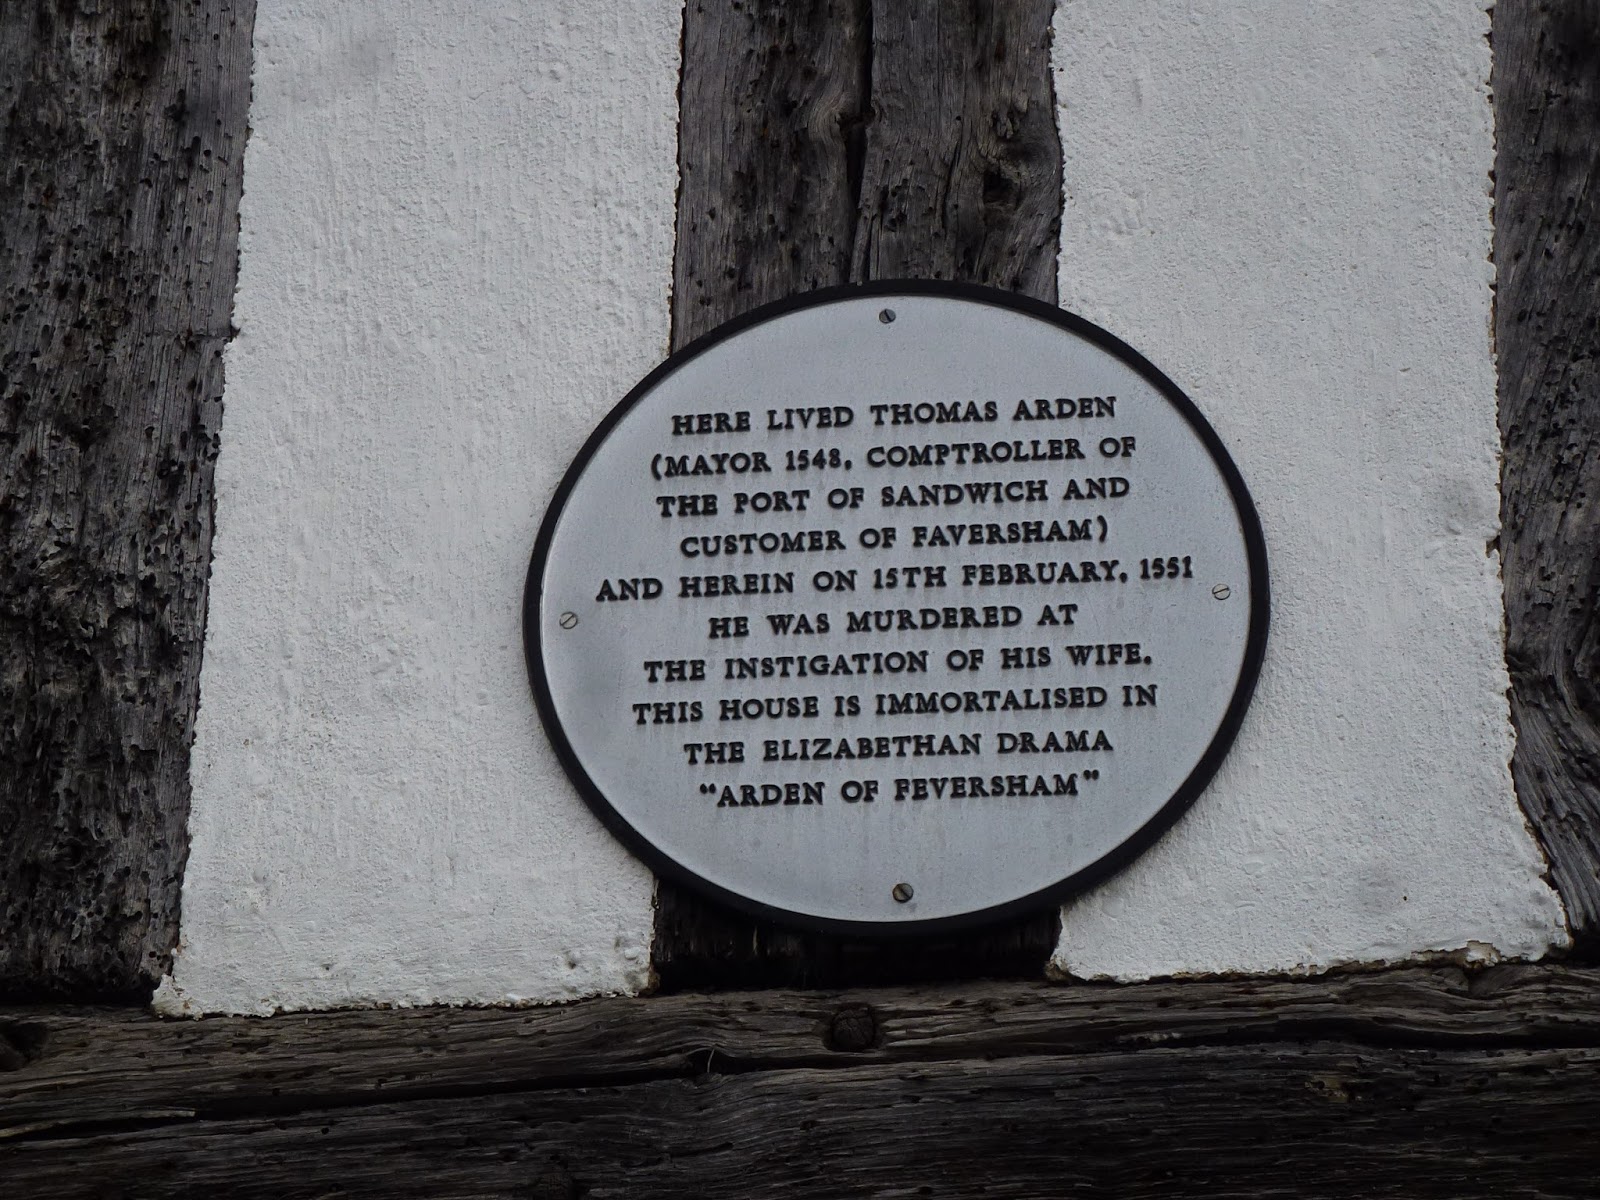 HERE LIVED THOMAS ARDEN
(MAYOR 1548, COMPTROLLER OF
THE PORT OF SANDWICH AND
CUSTOMER OF FAVERSHAM)
AND HEREIN ON 15TH FEBRUARY, 1551
HE WAS MURDERED AT
THE INSTIGATION OF HIS WIFE.
THIS HOUSE IS IMMORTALISED IN
THE ELIZABETHAN DRAMA
“ARDEN OF FEVERSHAM”